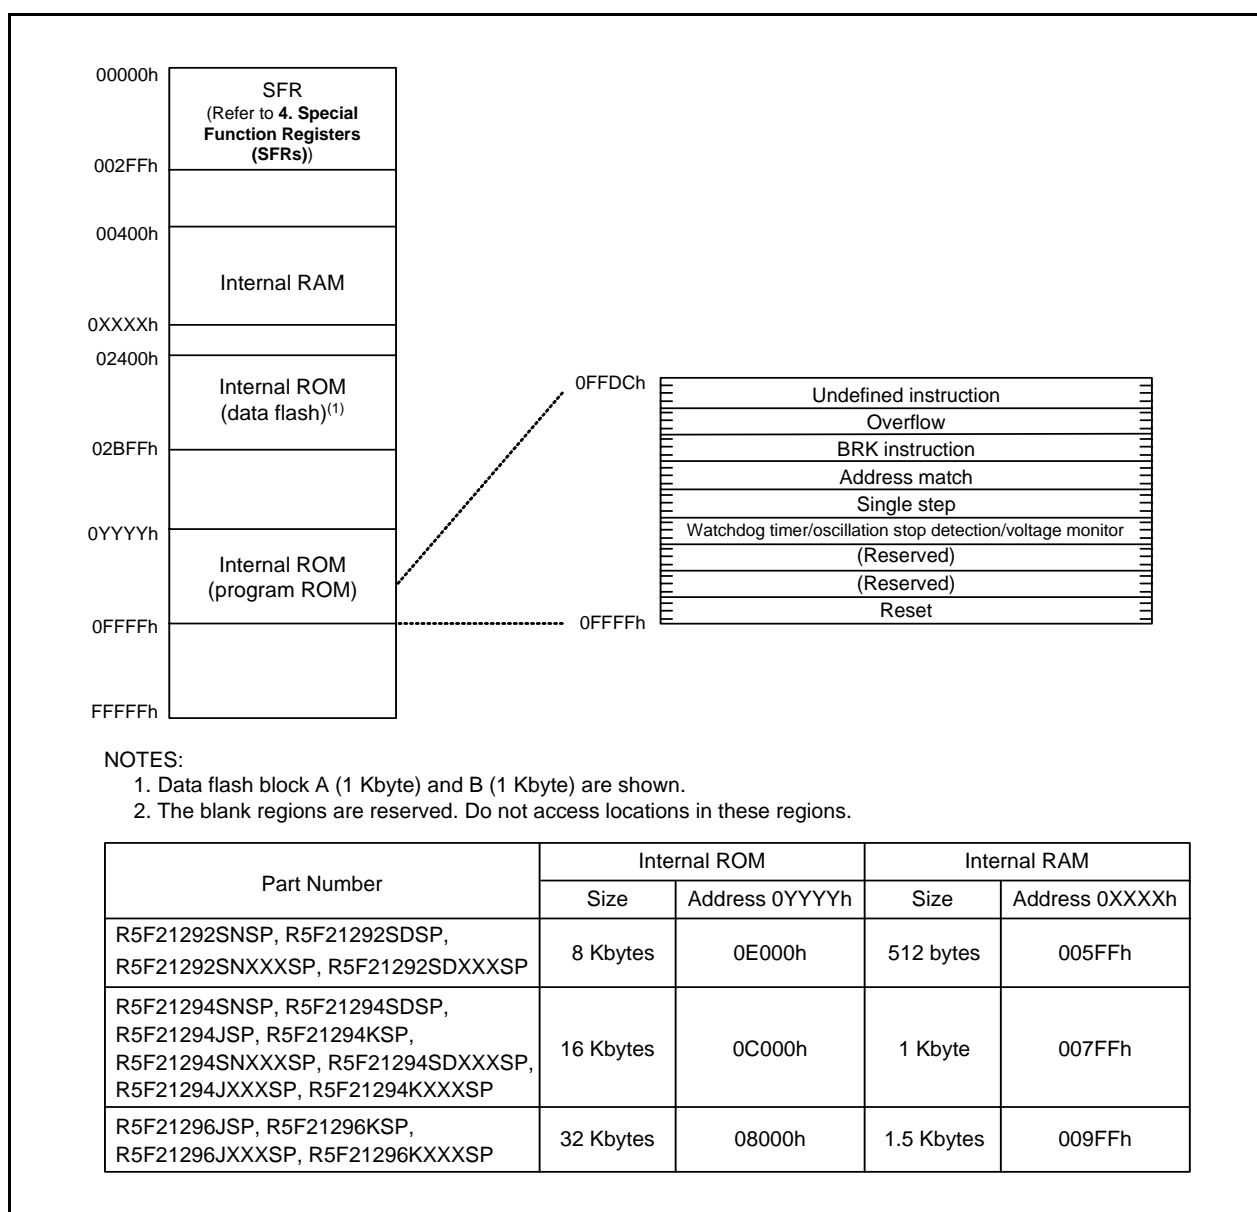 00000h
SFR
(Refer to 4. Special
Function Registers
(SFRs))
002FFh
00400h
Internal RAM
0XXXXh
02400h
Internal ROM
(data flash)(1)
02BFFh
0YYYYh
Internal ROM
(program ROM)
0FFFFh
FFFFFh
0FFDCh
Undefined instruction
Overflow
BRK instruction
Address match
Single step
Watchdog timer/oscillation stop detection/voltage monitor
(Reserved)
(Reserved)
Reset
0FFFFh
NOTES:
1. Data flash block A (1 Kbyte) and B (1 Kbyte) are shown.
2. The blank regions are reserved. Do not access locations in these regions.
Part Number
Internal ROM
Internal RAM
Size
Address 0YYYYh
Size
Address 0XXXXh
R5F21292SNSP, R5F21292SDSP,
R5F21292SNXXXSP, R5F21292SDXXXSP
8 Kbytes
0E000h
512 bytes
005FFh
R5F21294SNSP, R5F21294SDSP,
R5F21294JSP, R5F21294KSP,
R5F21294SNXXXSP, R5F21294SDXXXSP,
R5F21294JXXXSP, R5F21294KXXXSP
16 Kbytes
0C000h
1 Kbyte
007FFh
R5F21296JSP, R5F21296KSP,
R5F21296JXXXSP, R5F21296KXXXSP
32 Kbytes
08000h
1.5 Kbytes
009FFh